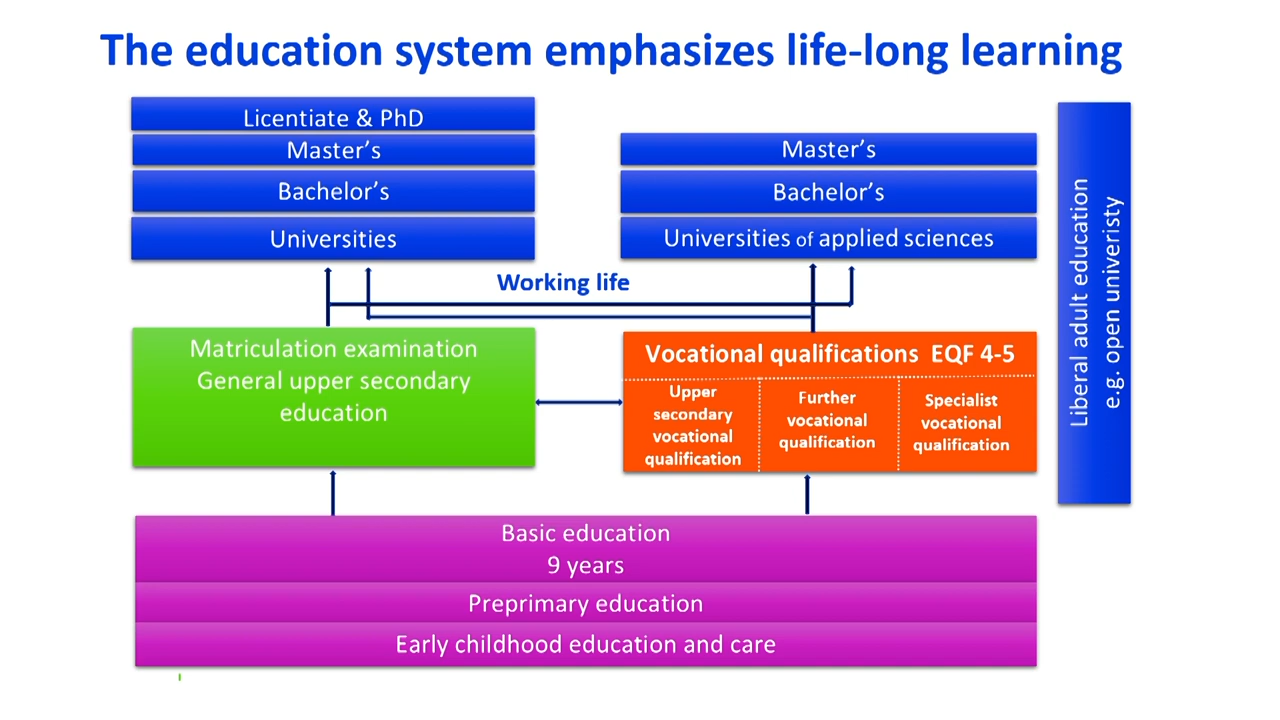 The education system emphasizes life-long learning
Licentiate & PhD
Master's
Bachelor's
Universities
Master's
Bachelor's
Universities of applied sciences
Working life
Matriculation examination
General upper secondary
education
Vocational qualifications EQF 4-5
Upper
secondary
vocational
qualification
Further
vocational
qualification
Specialist
vocational
qualification
Basic education
9 years
Preprimary education
Early childhood education and care
Liberal adult education
e.g. open univeristy